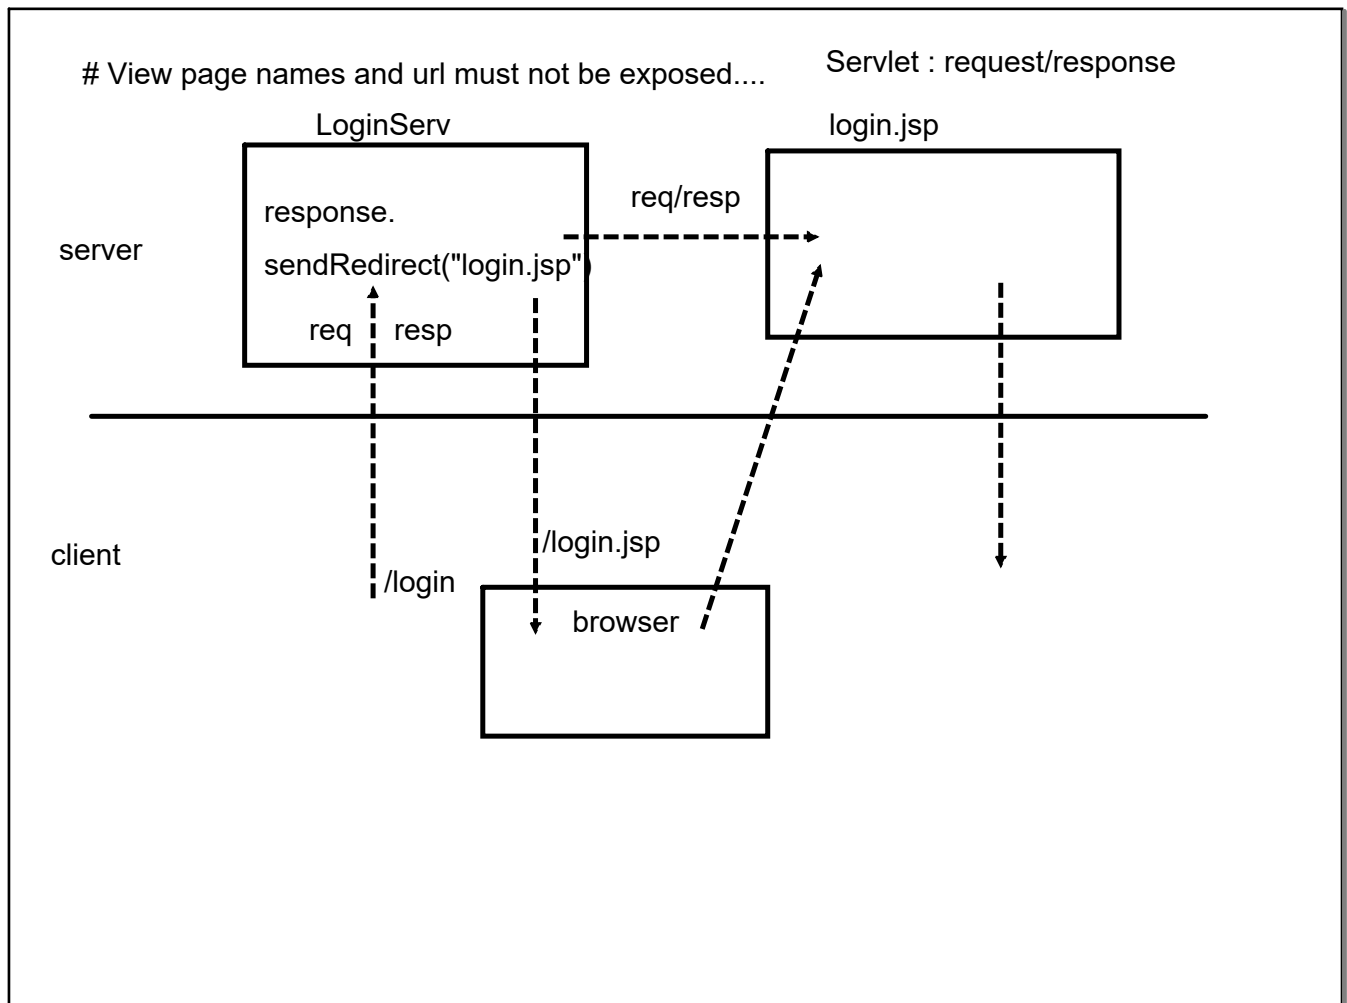 # View page names and url must not be exposed....
Servlet : request/response
LoginServ
login.jsp
response.
req/resp
sendRedirect("login.jsp")
server
req
resp
/login.jsp
client
/login
browser